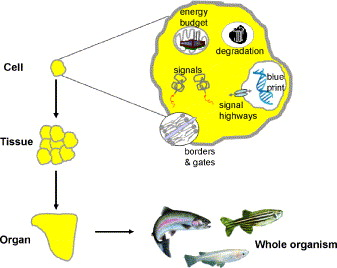 energy
budget
degradation
Cell
signals
blue
print
signal
highways
Tissue
borders
& gates
Organ
Whole organism